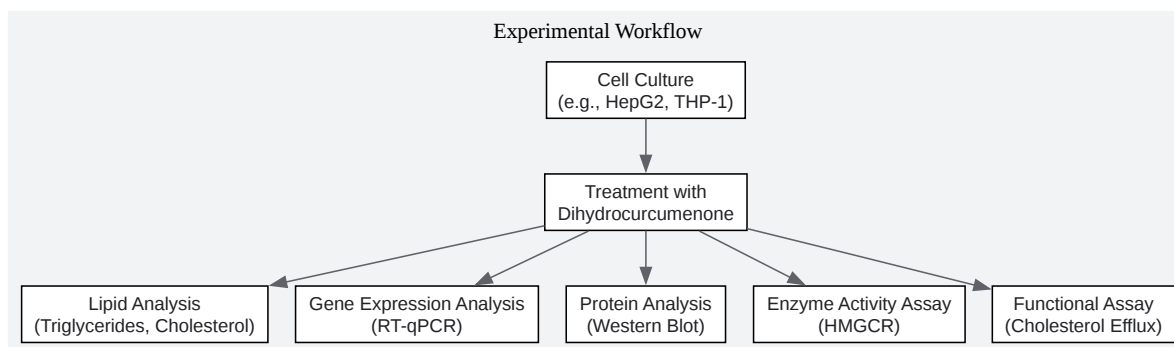 Experimental Workflow
Cell Culture
(e.g., HepG2, THP-1)
Treatment with
Dihydrocurcumenone
Lipid Analysis
(Triglycerides, Cholesterol)
Gene Expression Analysis
(RT-qPCR)
Protein Analysis
(Western Blot)
Enzyme Activity Assay
(HMGCR)
Functional Assay
(Cholesterol Efflux)